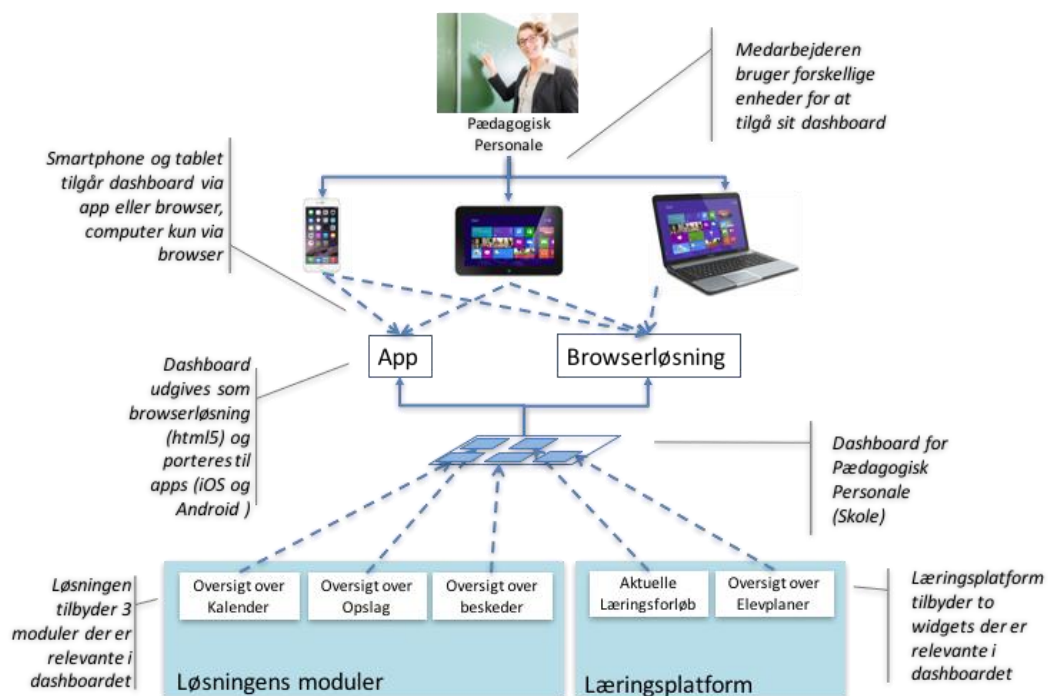 Pædagogisk
Personale
Medarbejderen
bruger forskellige
enheder for at
tilgå sit dashboard
Smartphone og tablet
tilgår dashboard via
app eller browser,
computer kun via
browser
App
Browserløsning
Dashboard
udgives som
browserløsning
(html5) og
porteres til
apps (iOS og
Android )
Dashboard for
Pædagogisk
Personale
(Skole)
Løsningen
tilbyder 3
moduler der er
relevante i
dashboardet
Oversigt over
Kalender
Oversigt over
Opslag
Oversigt over
beskeder
Løsningens moduler
Aktuelle
Læringsforløb
Oversigt over
Elevplaner
Læringsplatform
Læringsplatform
tilbyder to
widgets der er
relevante i
dashboardet